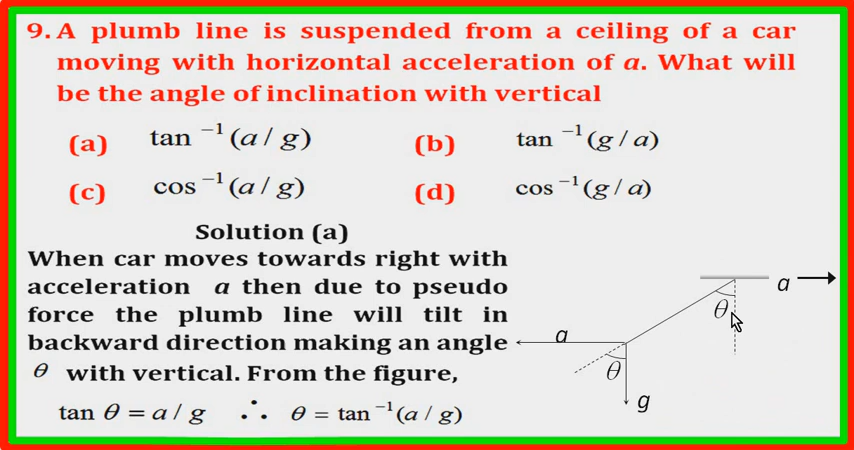 9. A plumb line is suspended from a ceiling of a car
moving with horizontal acceleration of a. What will
be the angle of inclination with vertical
(a) tan⁻¹(a / g) (b) tan⁻¹(g / a)
(c) cos⁻¹(a / g) (d) cos⁻¹(g / a)
Solution (a)
When car moves towards right with
acceleration a then due to pseudo
force the plumb line will tilt in
backward direction making an angle
θ with vertical. From the figure,
tan θ = a / g ∴ θ = tan⁻¹(a / g)
a
θ
a
θ
g